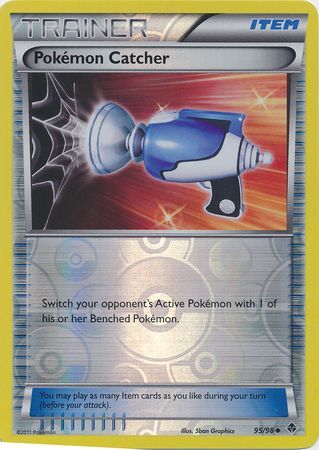 TRAINER
ITEM
Pokémon Catcher
Switch your opponent's Active Pokémon with 1 of
his or her Benched Pokémon.
You may play as many Item cards as you like during your turn
(before your attack).
©2011 Pokémon
Illus. 5ban Graphics
95/98